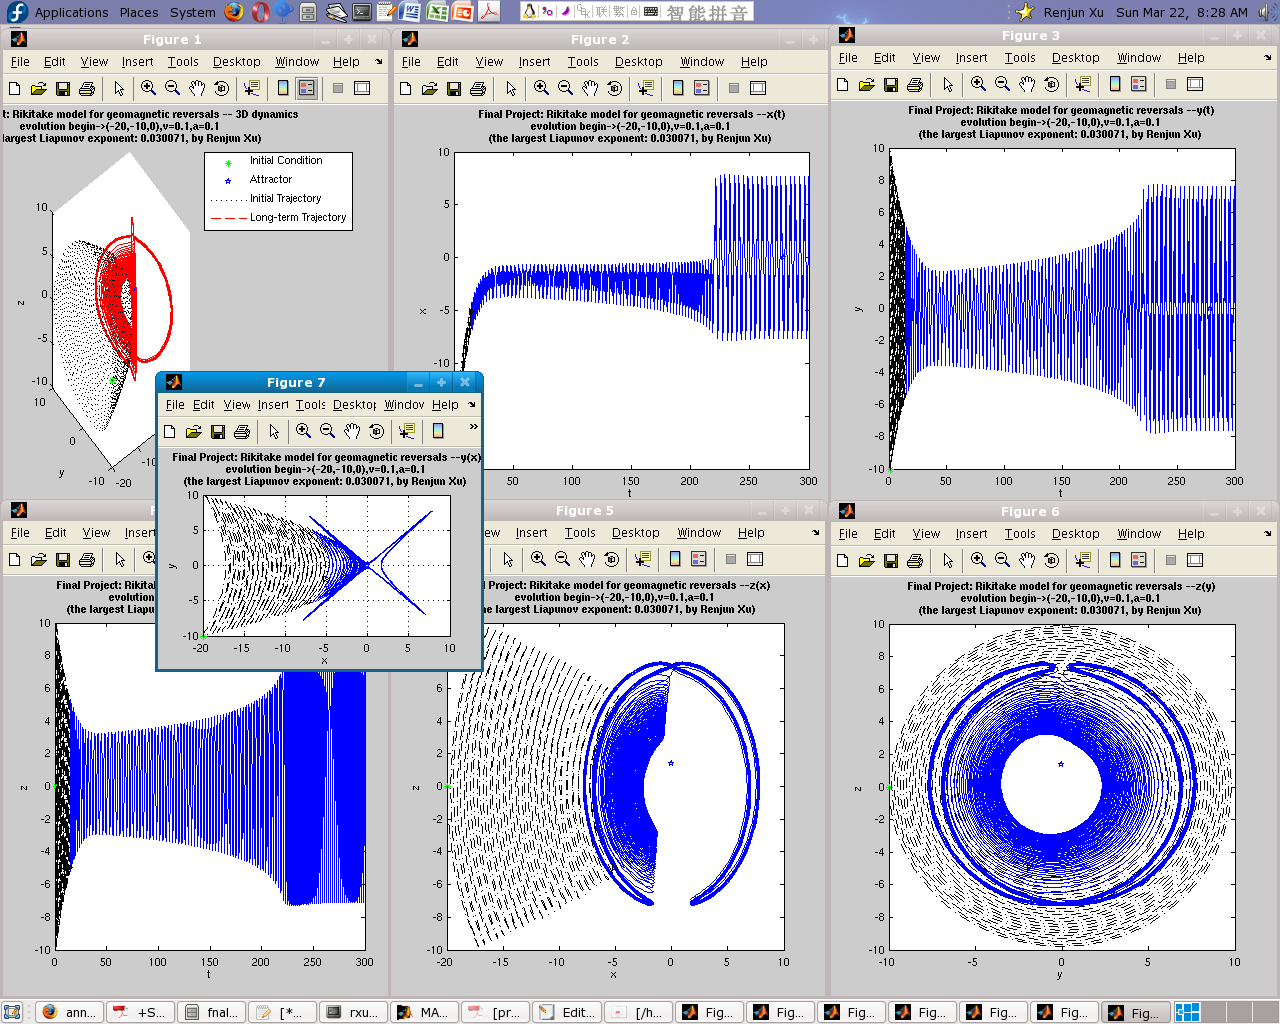 Applications Places System
智能拼音
Renjun Xu Sun Mar 22, 8:28 AM
Figure 1
File Edit View Insert Tools Desktop Window Help
t: Rikitake model for geomagnetic reversals -- 3D dynamics
evolution begin->(-20,-10,0),v=0.1,a=0.1
largest Liapunov exponent: 0.030071, by Renjun Xu)
Initial Condition
Attractor
Initial Trajectory
Long-term Trajectory
10
5
0
-5
-10
z
10
0
-10
y
-20
Figure 2
File Edit View Insert Tools Desktop Window Help
Final Project: Rikitake model for geomagnetic reversals --x(t)
evolution begin->(-20,-10,0),v=0.1,a=0.1
(the largest Liapunov exponent: 0.030071, by Renjun Xu)
10
5
0
-5
-10
x
50 100 150 200 250 300
t
Figure 3
File Edit View Insert Tools Desktop Window Help
Final Project: Rikitake model for geomagnetic reversals --y(t)
evolution begin->(-20,-10,0),v=0.1,a=0.1
(the largest Liapunov exponent: 0.030071, by Renjun Xu)
10
8
6
4
2
0
-2
-4
-6
-8
-10
y
0 50 100 150 200 250 300
t
Figure 7
File Edit View Insert Tools Desktop Window Help
Final Project: Rikitake model for geomagnetic reversals --y(x)
evolution begin->(-20,-10,0),v=0.1,a=0.1
(the largest Liapunov exponent: 0.030071, by Renjun Xu)
10
5
0
-5
-10
y
-20 -15 -10 -5 0 5 10
x
F
File Edit View Insert
Final Project: Rikita
evolution
(the largest Liapuno
10
8
6
4
2
0
-2
-4
-6
-8
-10
z
0 50 100 150 200 250 300
t
Figure 5
Insert Tools Desktop Window Help
l Project: Rikitake model for geomagnetic reversals --z(x)
evolution begin->(-20,-10,0),v=0.1,a=0.1
he largest Liapunov exponent: 0.030071, by Renjun Xu)
z
-20 -15 -10 -5 0 5 10
x
Figure 6
File Edit View Insert Tools Desktop Window Help
Final Project: Rikitake model for geomagnetic reversals --z(y)
evolution begin->(-20,-10,0),v=0.1,a=0.1
(the largest Liapunov exponent: 0.030071, by Renjun Xu)
10
8
6
4
2
0
-2
-4
-6
-8
-10
z
-10 -5 0 5 10
y
ann... +S... fnal... [*... rxu... MA... [pr... Edit... [/h... Fig... Fig... Fig... Fig... Fig... Fig... Fig...